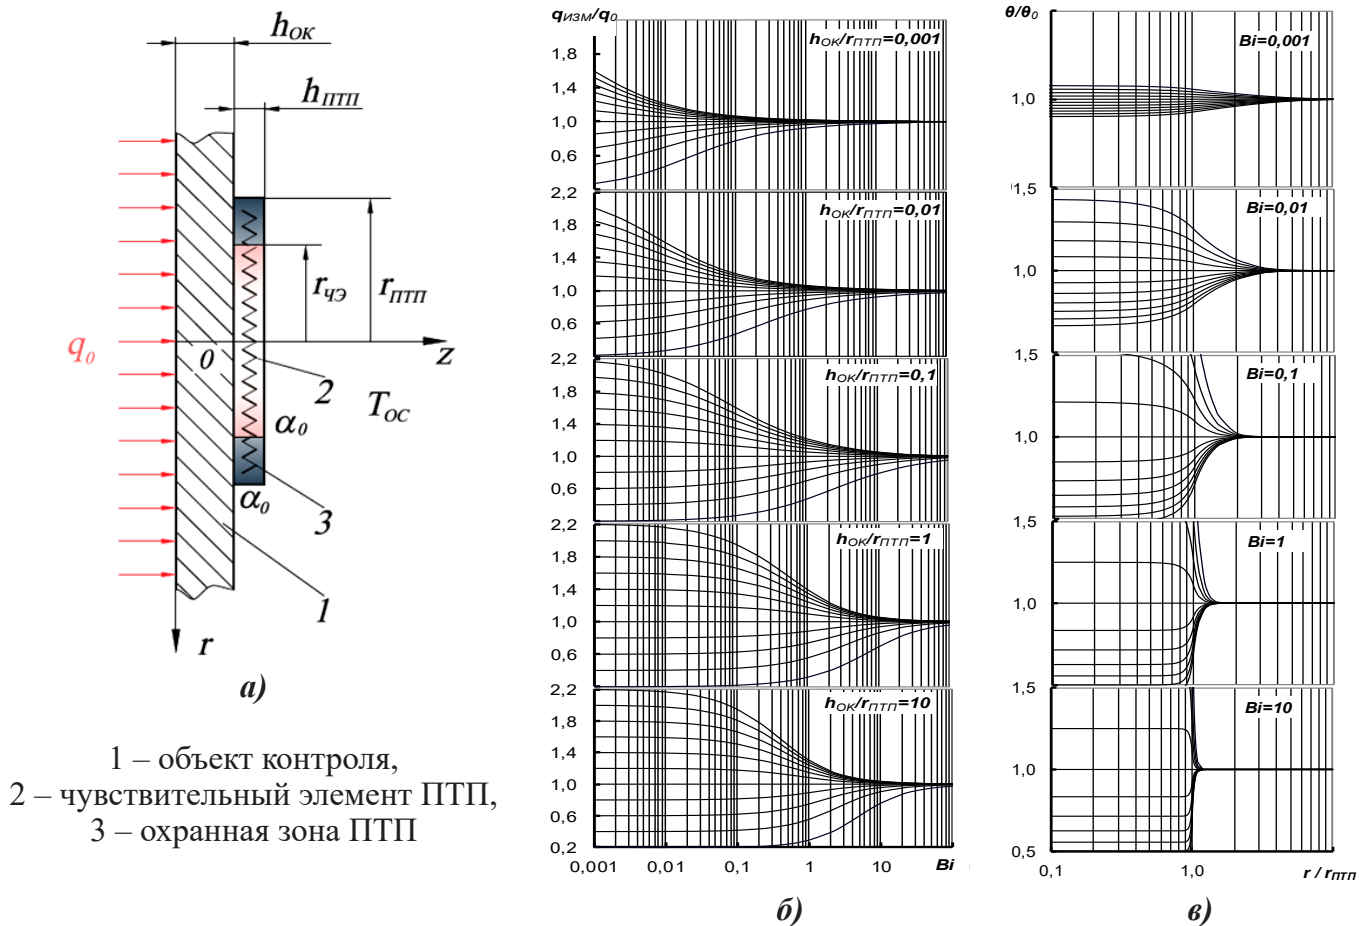 h_ОК
h_ПТП
r_ЧЭ
r_ПТП
q_0
0
z
2
T_ОС
α_0
α_0
3
1
r
а)
1 – объект контроля,
2 – чувствительный элемент ПТП,
3 – охранная зона ПТП
q_ИЗМ/q_0
h_ОК/r_ПТП=0,001
1,8
1,4
1,0
0,6
2,2
h_ОК/r_ПТП=0,01
1,8
1,4
1,0
0,6
2,2
h_ОК/r_ПТП=0,1
1,8
1,4
1,0
0,6
2,2
h_ОК/r_ПТП=1
1,8
1,4
1,0
0,6
2,2
h_ОК/r_ПТП=10
1,8
1,4
1,0
0,6
0,2
0,001
0,01
0,1
1
10
Bi
б)
θ/θ_0
Bi=0,001
1,0
1,5
Bi=0,01
1,0
1,5
Bi=0,1
1,0
1,5
Bi=1
1,0
1,5
Bi=10
1,0
0,5
0,1
1,0
r / r_ПТП
в)